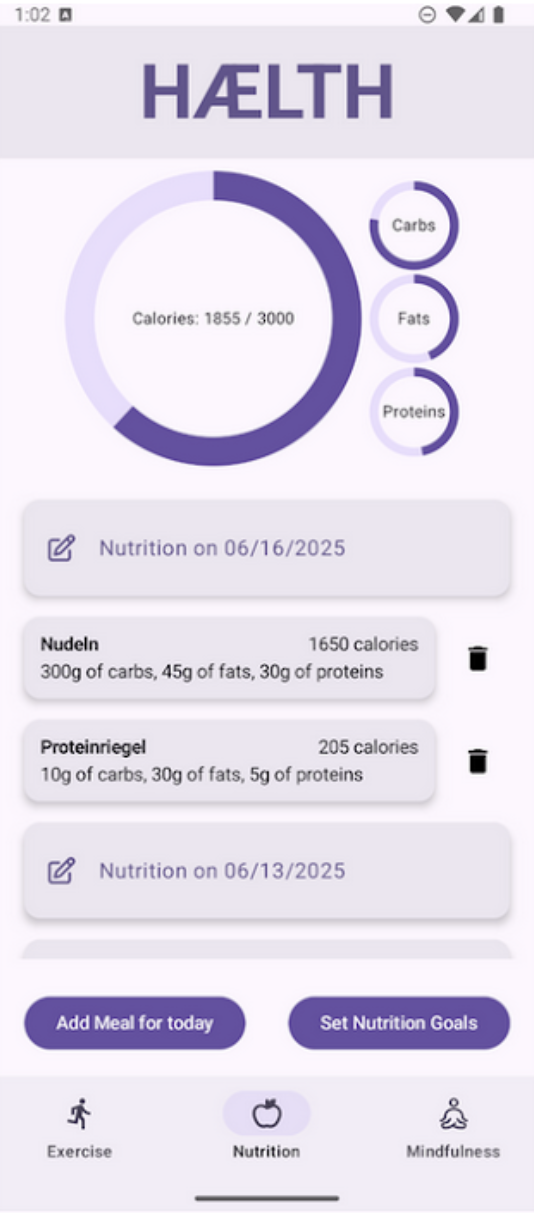 1:02 A
HÆLTH
Calories: 1855 / 3000
Carbs
Fats
Proteins
Nutrition on 06/16/2025
Nudeln 1650 calories
300g of carbs, 45g of fats, 30g of proteins
Proteinriegel 205 calories
10g of carbs, 30g of fats, 5g of proteins
Nutrition on 06/13/2025
Add Meal for today Set Nutrition Goals
Exercise Nutrition Mindfulness